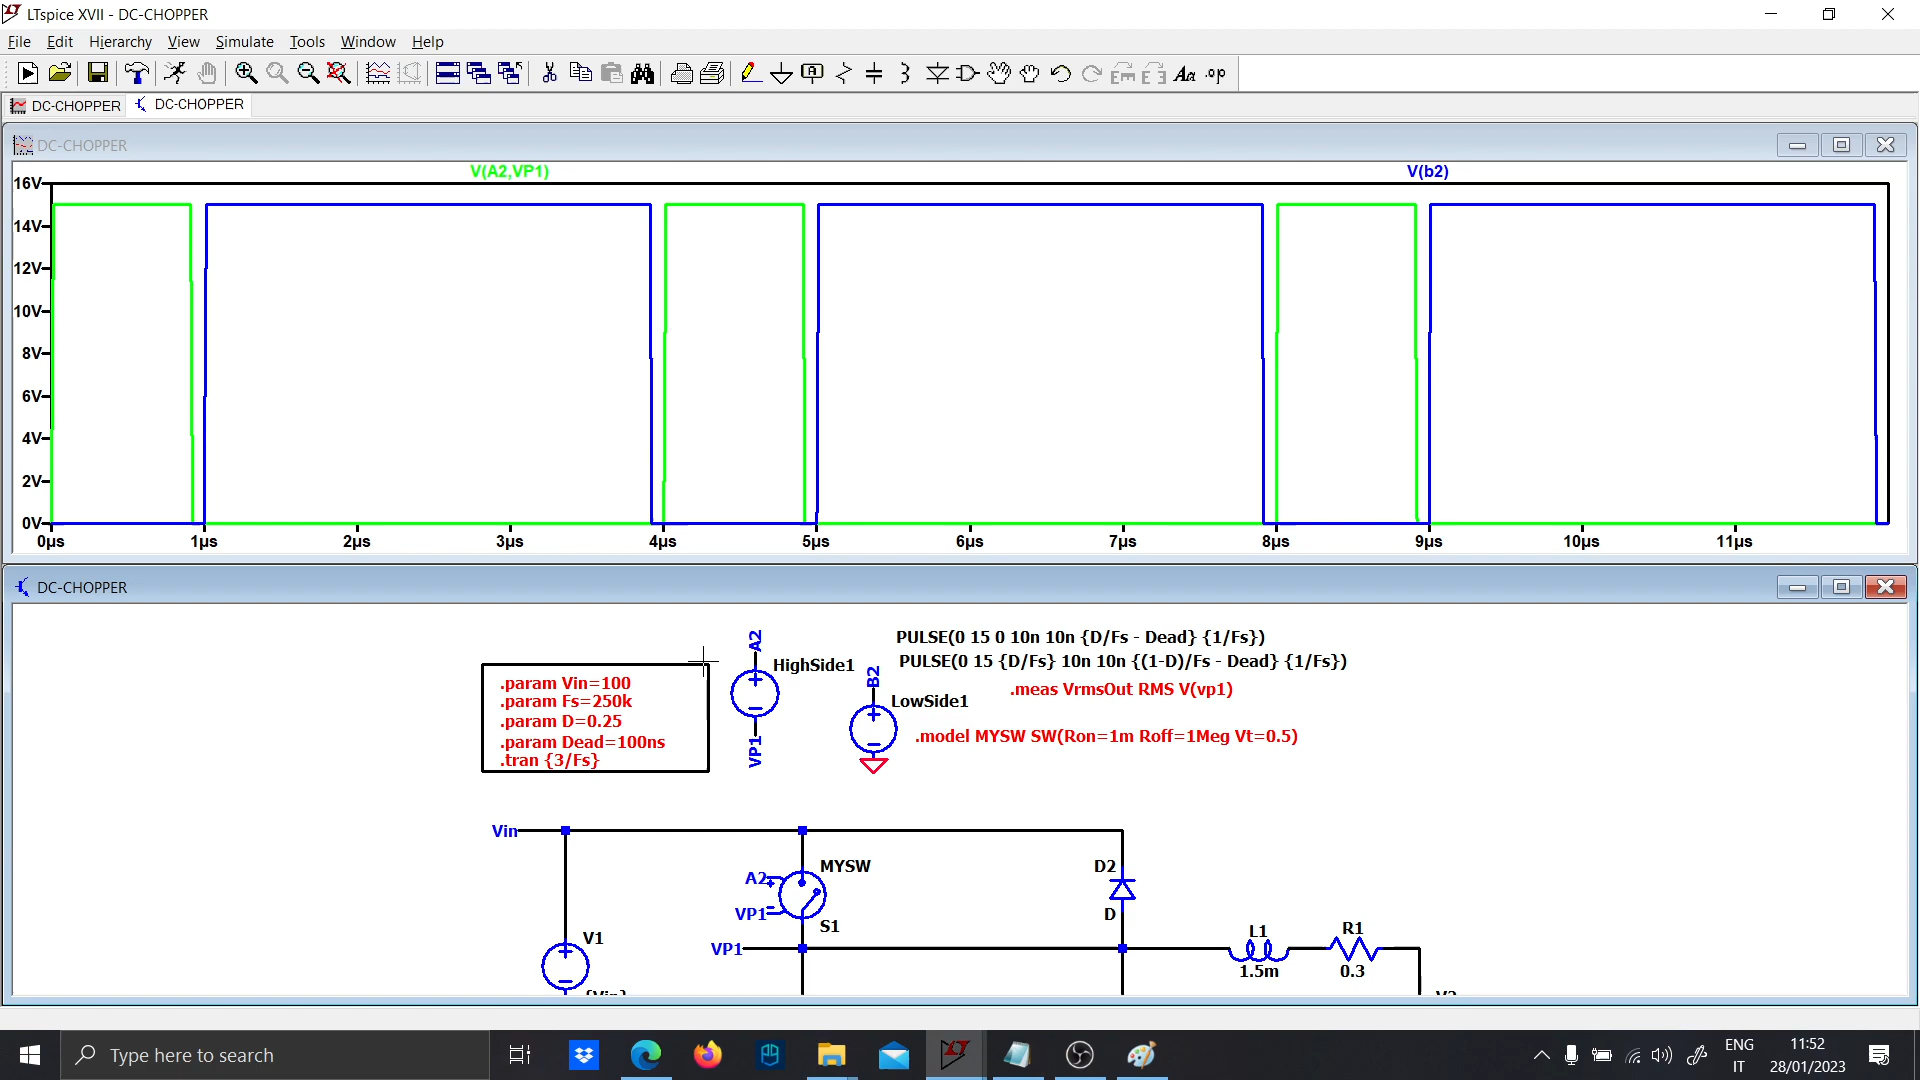 LTspice XVII - DC-CHOPPER
File Edit Hierarchy View Simulate Tools Window Help
DC-CHOPPER DC-CHOPPER
DC-CHOPPER
V(A2,VP1) V(b2)
16V
14V
12V
10V
8V
6V
4V
2V
0V
0µs 1µs 2µs 3µs 4µs 5µs 6µs 7µs 8µs 9µs 10µs 11µs
DC-CHOPPER
A2
HighSide1
VP1
PULSE(0 15 0 10n 10n {D/Fs - Dead} {1/Fs})
PULSE(0 15 {D/Fs} 10n 10n {(1-D)/Fs - Dead} {1/Fs})
B2
LowSide1
.meas VrmsOut RMS V(vp1)
.model MYSW SW(Ron=1m Roff=1Meg Vt=0.5)
.param Vin=100
.param Fs=250k
.param D=0.25
.param Dead=100ns
.tran {3/Fs}
Vin
MYSW
A2
VP1
S1
D2
D
V1
VP1
L1
1.5m
R1
0.3
Type here to search
ENG
IT
11:52
28/01/2023